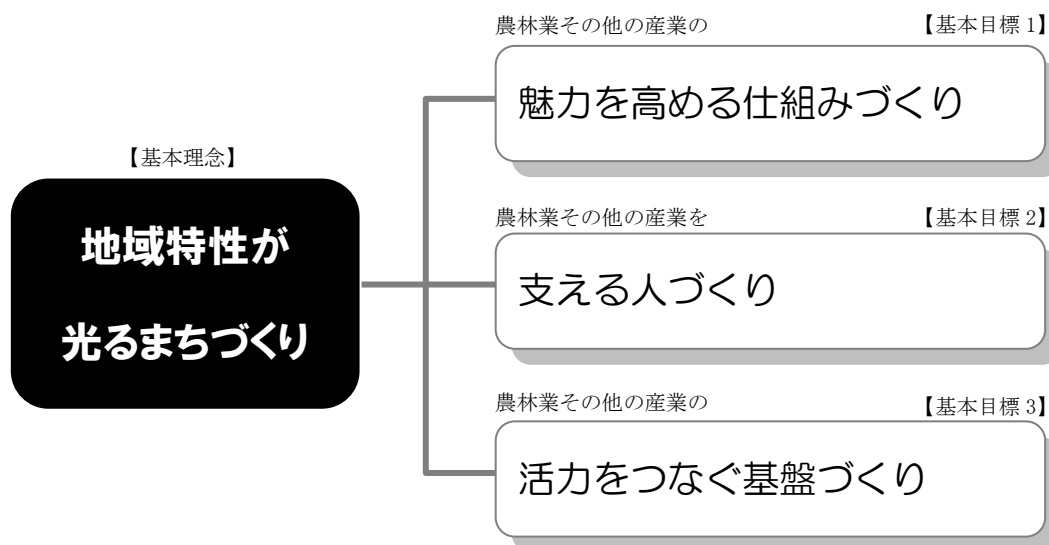 【基本理念】
地域特性が
光るまちづくり
農林業その他の産業の 【基本目標 1】
魅力を高める仕組みづくり
農林業その他の産業を 【基本目標 2】
支える人づくり
農林業その他の産業の 【基本目標 3】
活力をつなぐ基盤づくり